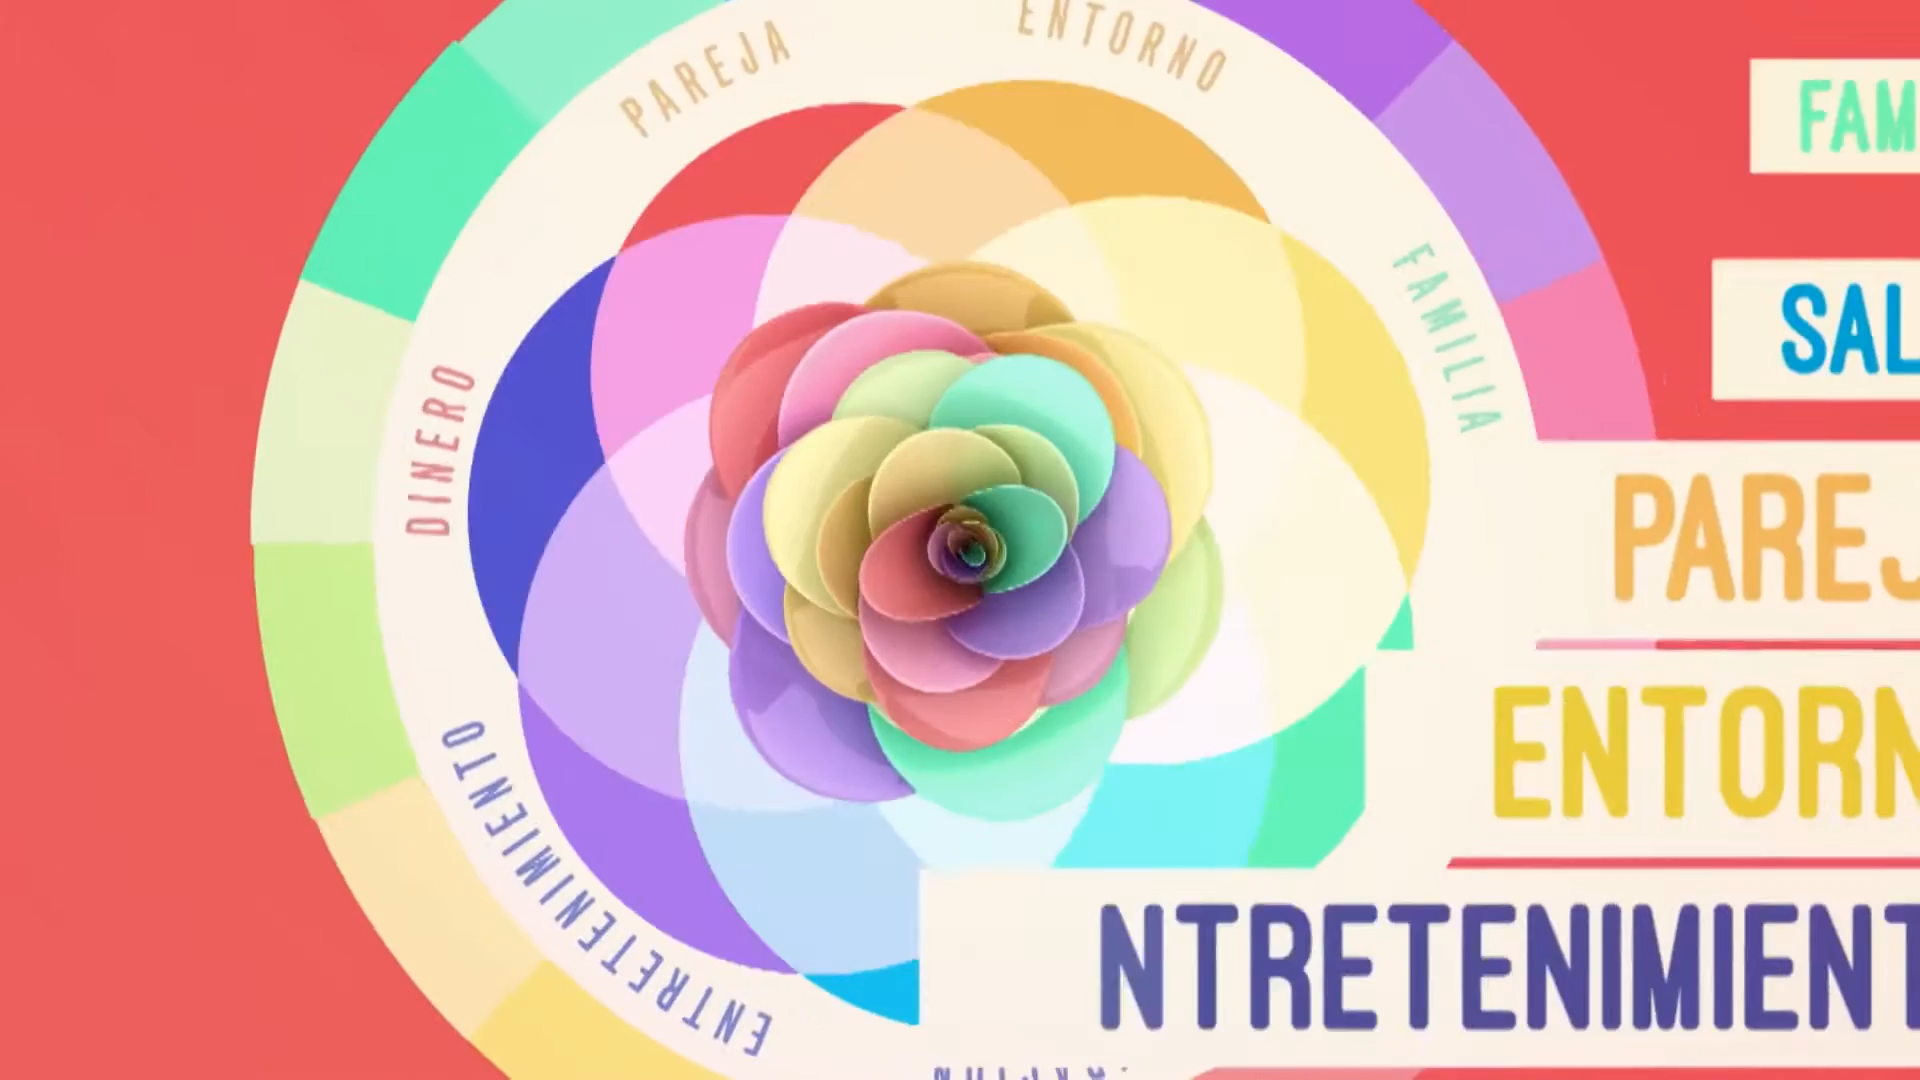 PAREJA
ENTORNO
FAMILIA
DINERO
ENTRETENIMIENTO
FAM
SAL
PAREJ
ENTORN
NTRETENIMIENT